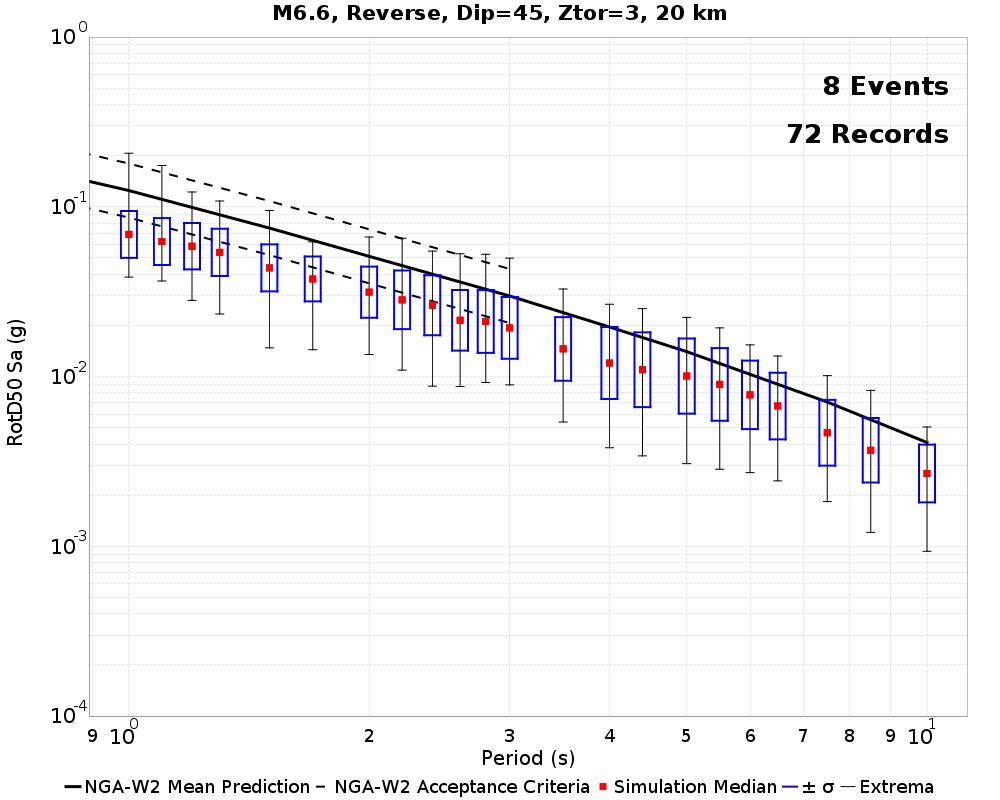 M6.6, Reverse, Dip=45, Ztor=3, 20 km
8 Events
72 Records
RotD50 Sa (g)
10^0
10^-1
10^-2
10^-3
10^-4
9 10^0 2 3 4 5 6 7 8 9 10^1
Period (s)
NGA-W2 Mean Prediction NGA-W2 Acceptance Criteria Simulation Median ± σ Extrema